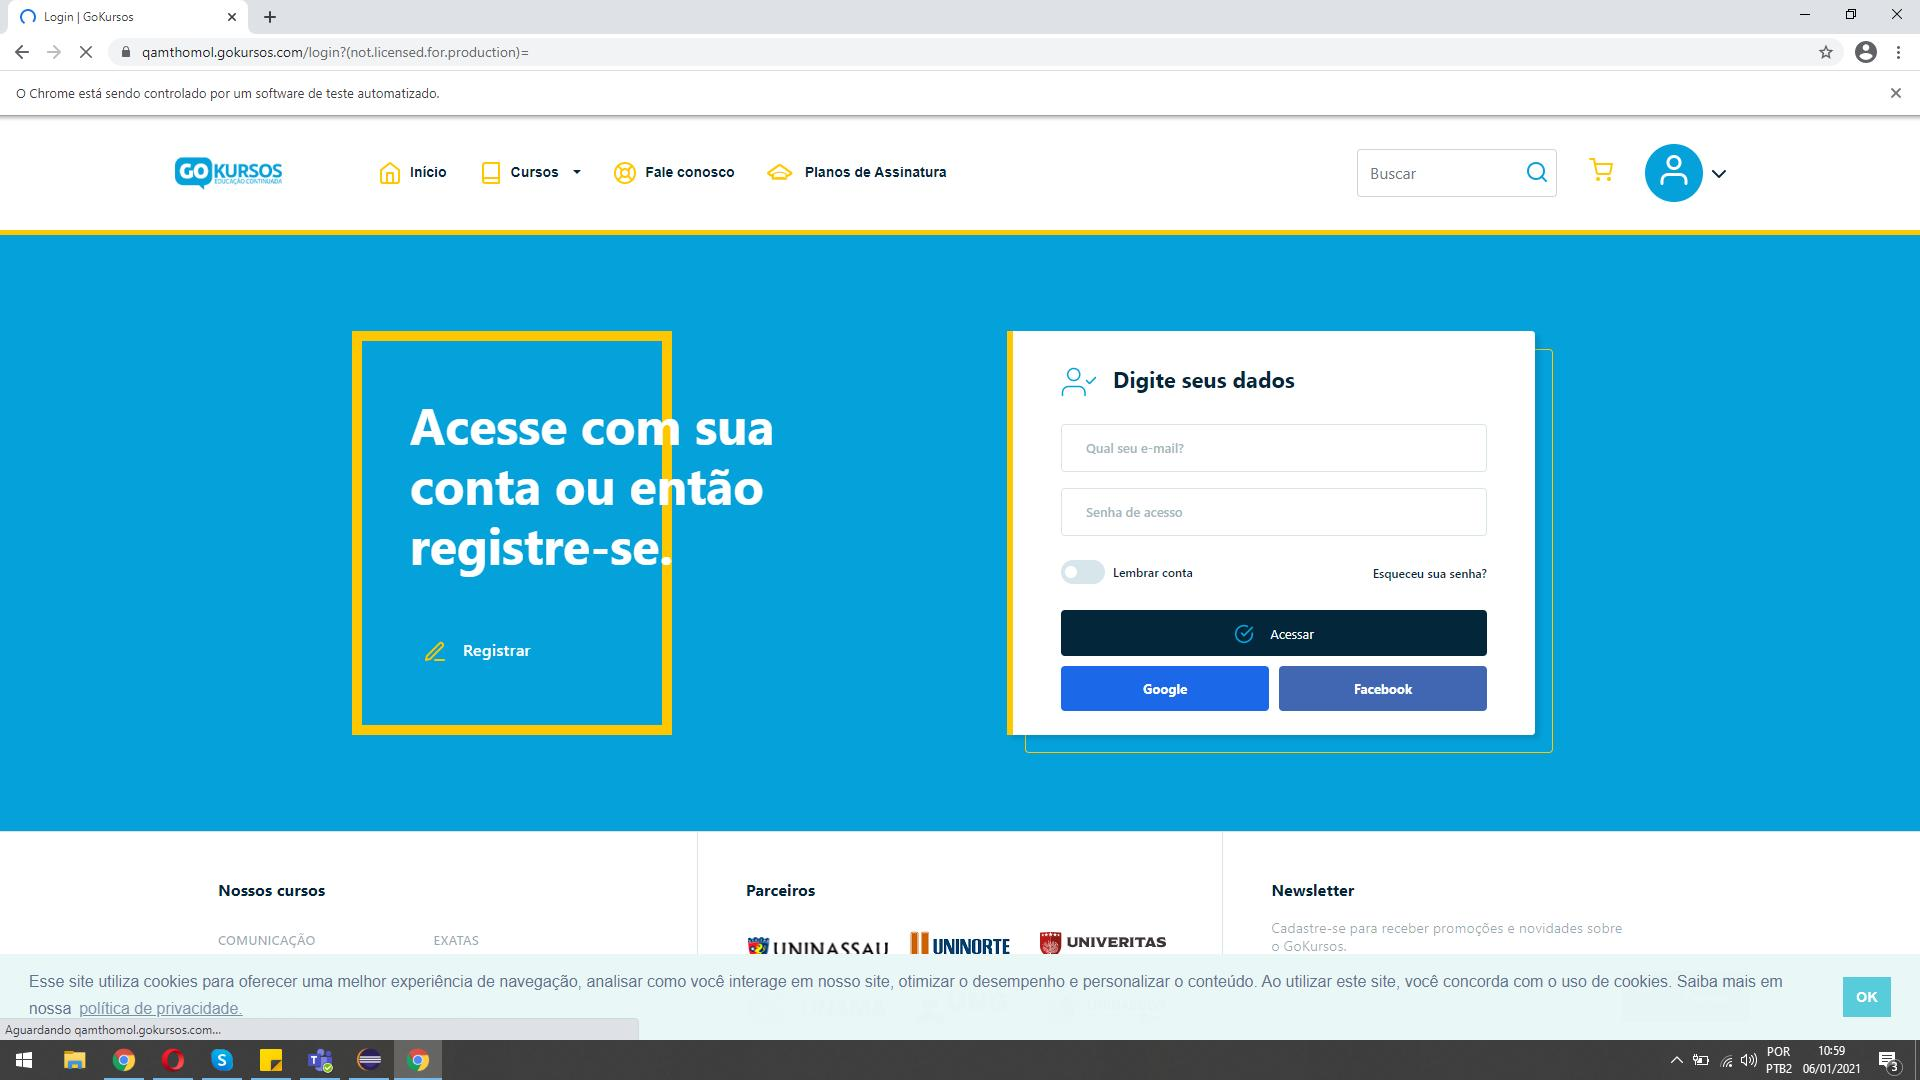 Login | GoKursos
qamthomol.gokursos.com/login?(not.licensed.for.production)=
O Chrome está sendo controlado por um software de teste automatizado.
GO KURSOS
EDUCAÇÃO CONTINUADA
Início
Cursos
Fale conosco
Planos de Assinatura
Buscar
Acesse com sua
conta ou então
registre-se.
Registrar
Digite seus dados
Qual seu e-mail?
Senha de acesso
Lembrar conta
Esqueceu sua senha?
Acessar
Google
Facebook
Nossos cursos
COMUNICAÇÃO
EXATAS
Parceiros
UNINASSAU
UNINORTE
UNIVERITAS
Newsletter
Cadastre-se para receber promoções e novidades sobre
o GoKursos.
Esse site utiliza cookies para oferecer uma melhor experiência de navegação, analisar como você interage em nosso site, otimizar o desempenho e personalizar o conteúdo. Ao utilizar este site, você concorda com o uso de cookies. Saiba mais em
nossa política de privacidade.
OK
Aguardando qamthomol.gokursos.com...
POR
PTB2
10:59
06/01/2021
3